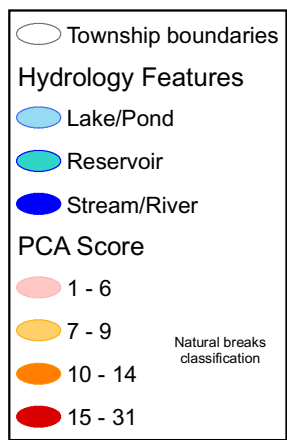 Township boundaries
Hydrology Features
Lake/Pond
Reservoir
Stream/River
PCA Score
1 - 6
7 - 9
Natural breaks
classification
10 - 14
15 - 31